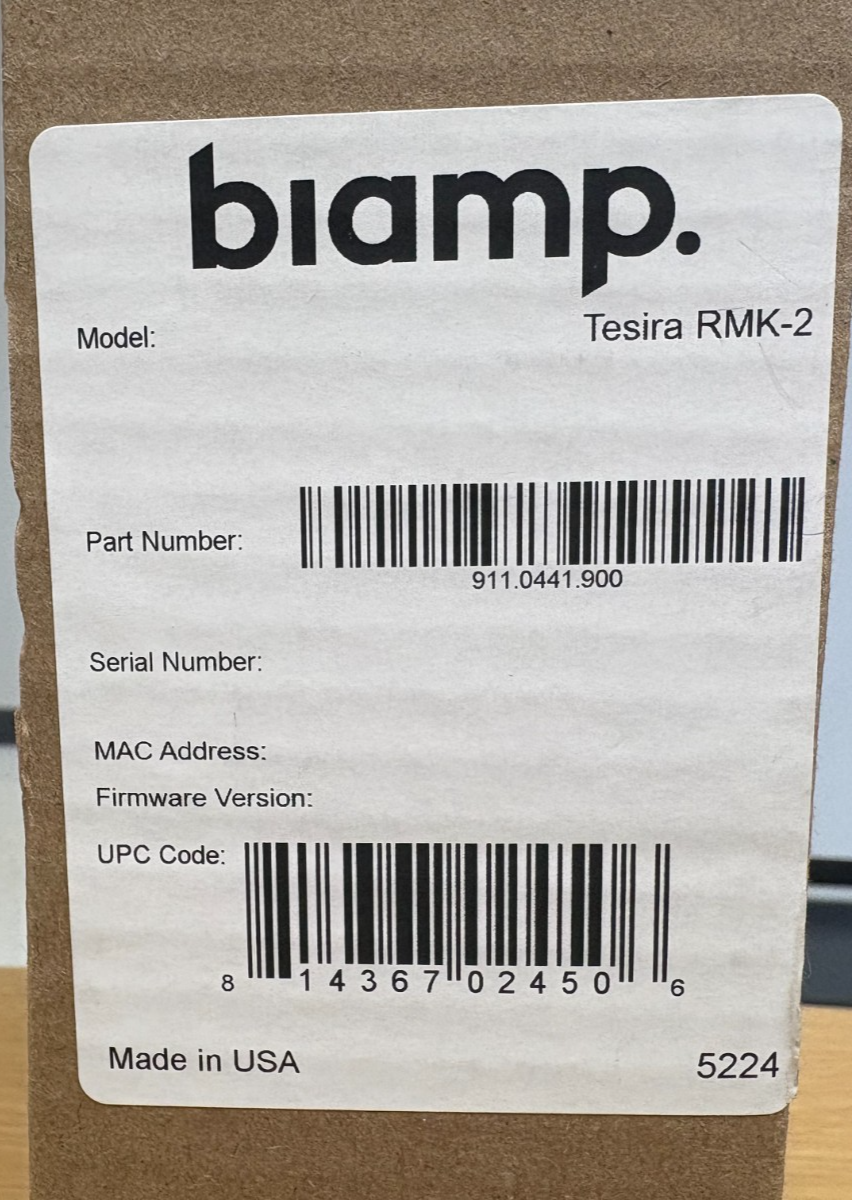 biamp.
Model: Tesira RMK-2
Part Number:
911.0441.900
Serial Number:
MAC Address:
Firmware Version:
UPC Code:
8 14367 02450 6
Made in USA 5224